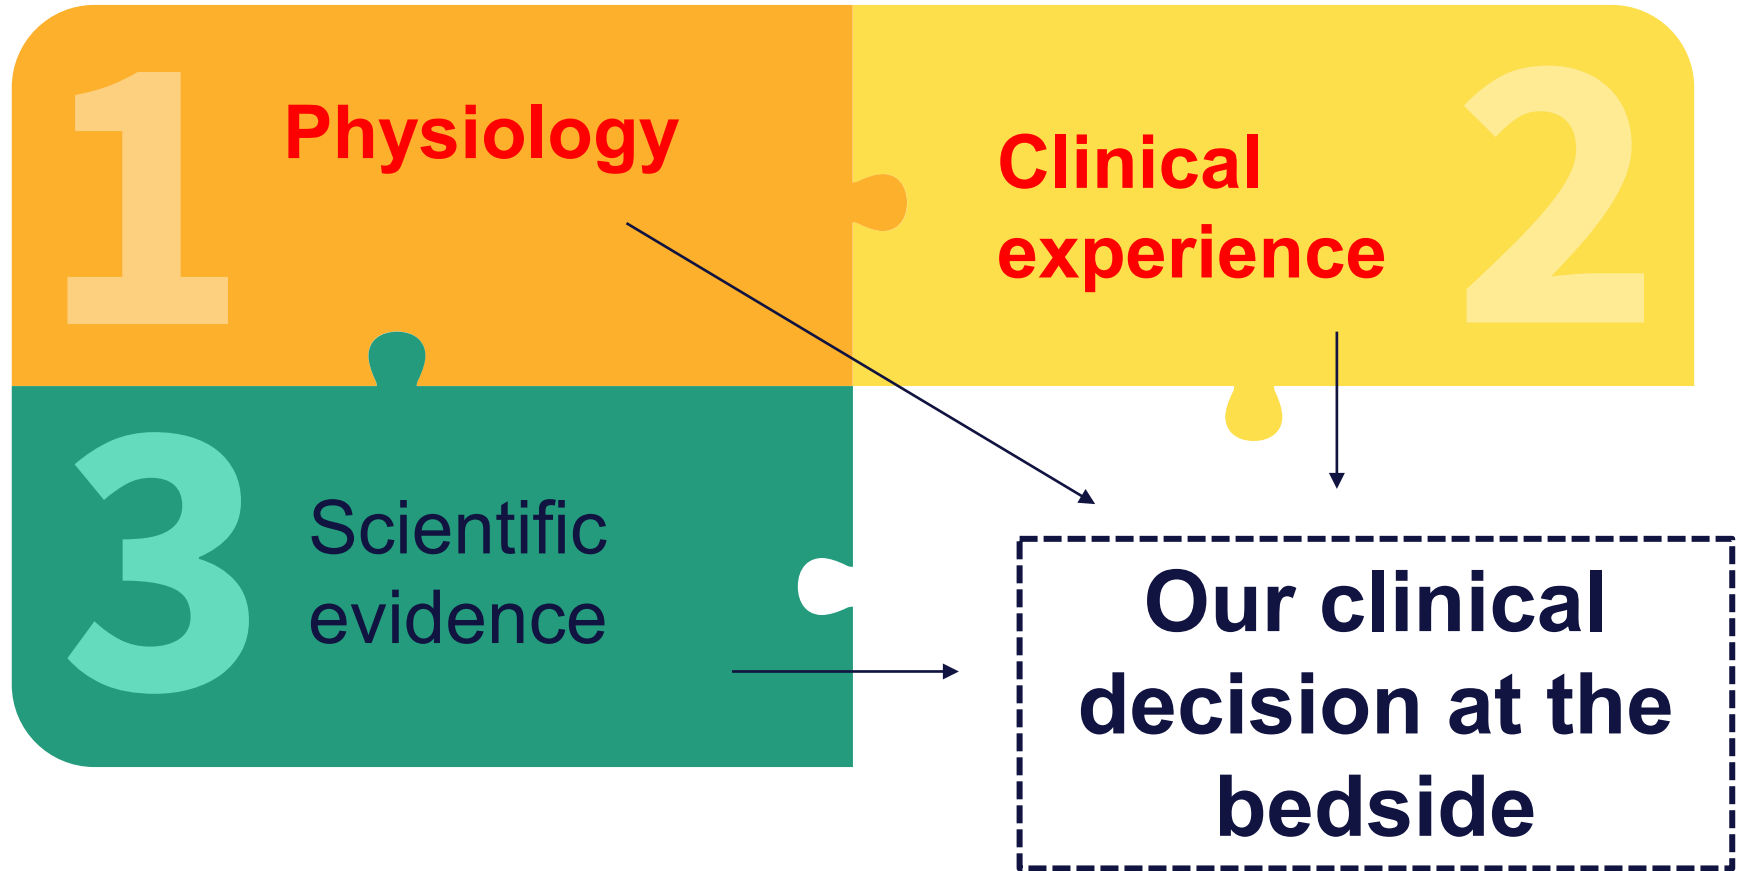 1
Physiology
2
Clinical
experience
3
Scientific
evidence
Our clinical
decision at the
bedside